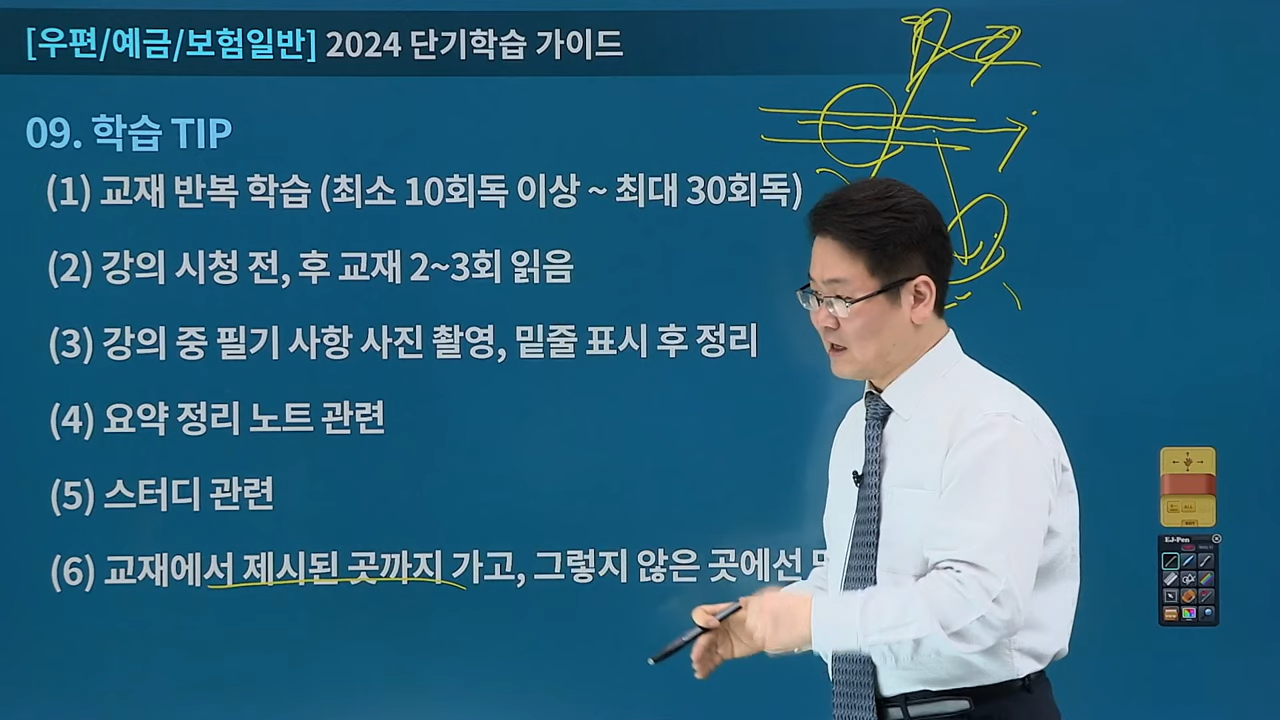 [우편/예금/보험일반] 2024 단기학습 가이드
09. 학습 TIP
(1) 교재 반복 학습 (최소 10회독 이상 ~ 최대 30회독)
(2) 강의 시청 전, 후 교재 2~3회 읽음
(3) 강의 중 필기 사항 사진 촬영, 밑줄 표시 후 정리
(4) 요약 정리 노트 관련
(5) 스터디 관련
(6) 교재에서 제시된 곳까지 가고, 그렇지 않은 곳에선
EJ-Pen